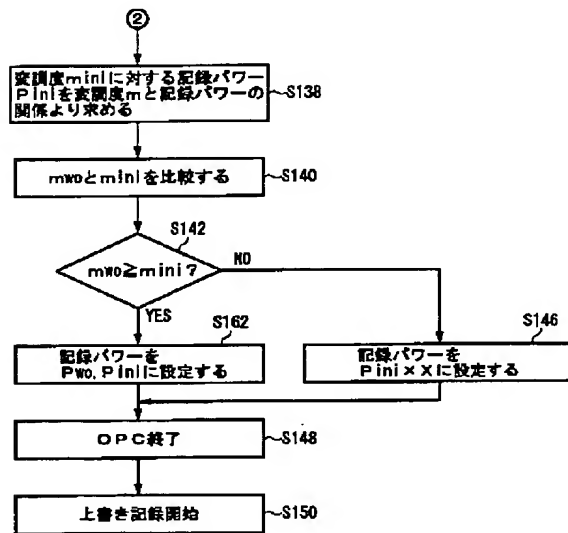 ②
変調度miniに対する記録パワー
Piniを変調度mと記録パワーの
関係より求める
S138
mwoとminiを比較する
S140
S142
mwo≧mini?
NO
YES
S162
記録パワーを
Pwo,Piniに設定する
S146
記録パワーを
Pini×Xに設定する
OPC終了
S148
上書き記録開始
S150